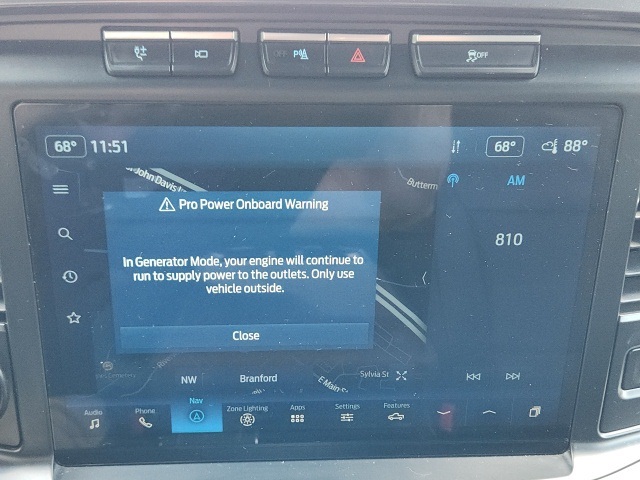 OFF
68°
11:51
68°
88°
John Davis
Butterm
AM
Pro Power Onboard Warning
810
In Generator Mode, your engine will continue to
run to supply power to the outlets. Only use
vehicle outside.
Close
NW
Branford
E Main S
Sylvia St
Audio
Phone
Nav
Zone Lighting
Apps
Settings
Features